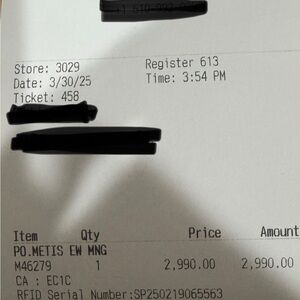 Store: 3029 Register 613
Date: 3/30/25 Time: 3:54 PM
Ticket: 458
Item Qty Price Amount
PO.METIS EW MNG
M46279 1 2,990.00 2,990.00
CA : EC1C
RFID Serial Number:SP250219065563